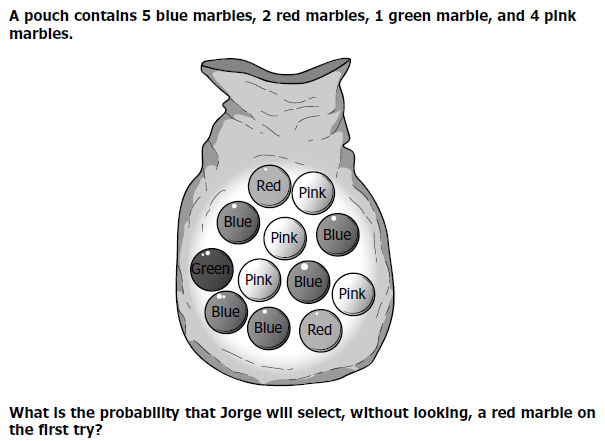 A pouch contains 5 blue marbles, 2 red marbles, 1 green marble, and 4 pink
marbles.
Red
Pink
Blue
Pink
Blue
Green
Pink
Blue
Pink
Blue
Blue
Red
What is the probability that Jorge will select, without looking, a red marble on
the first try?